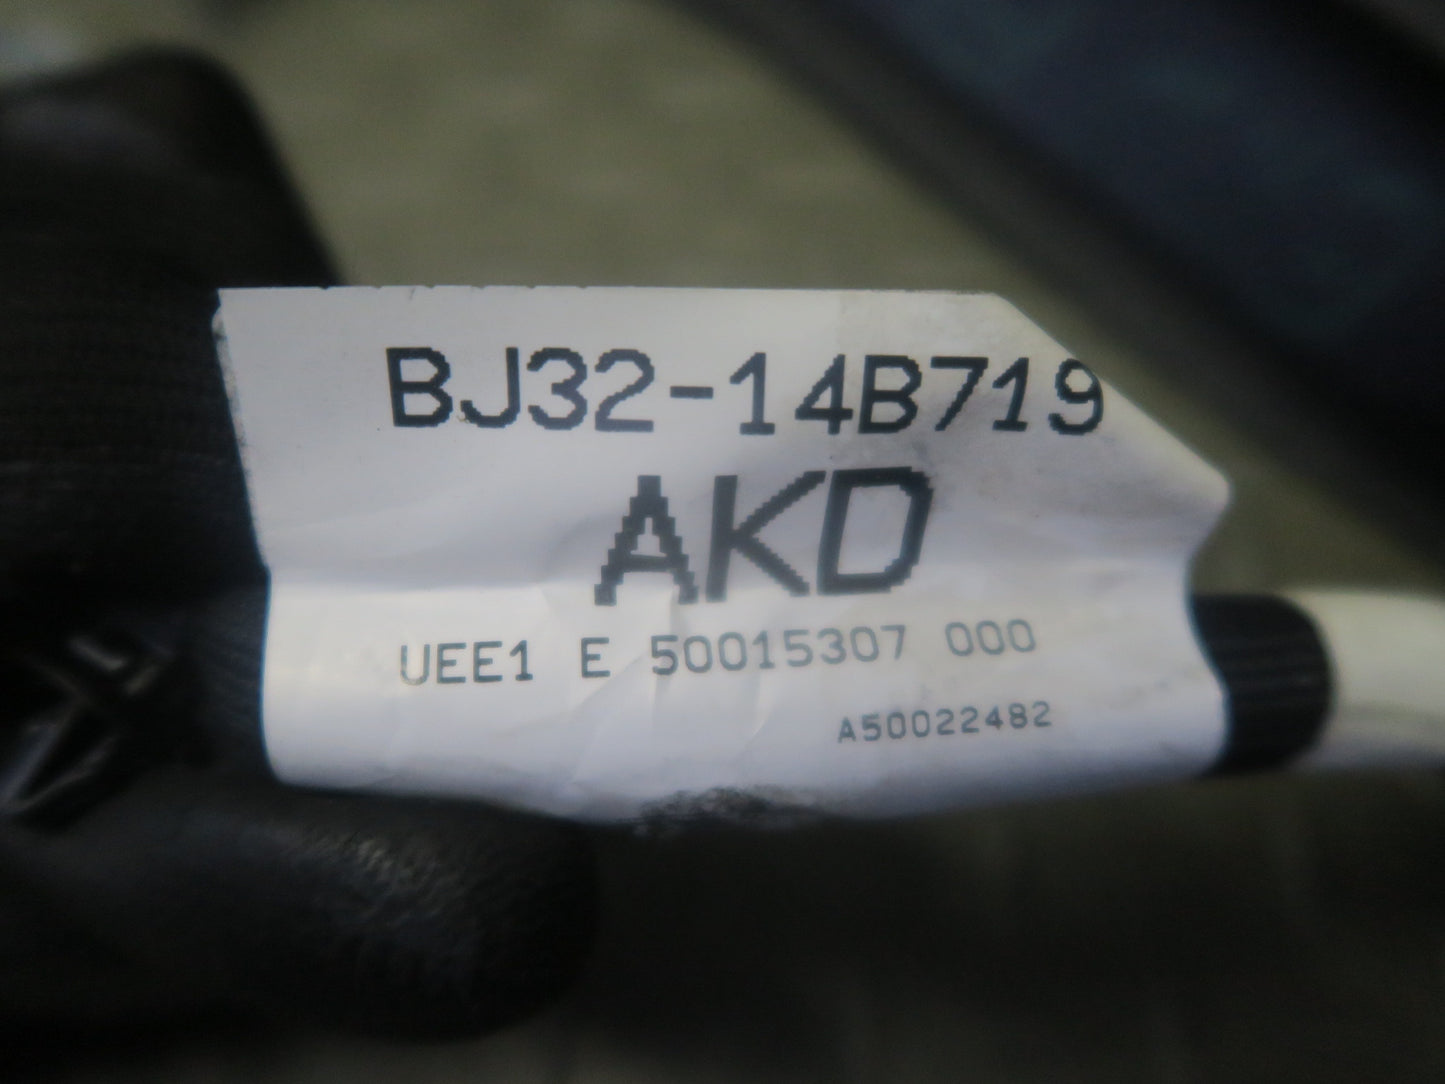 BJ32-14B719
AKD
UEE1 E 50015307 000
A50022482